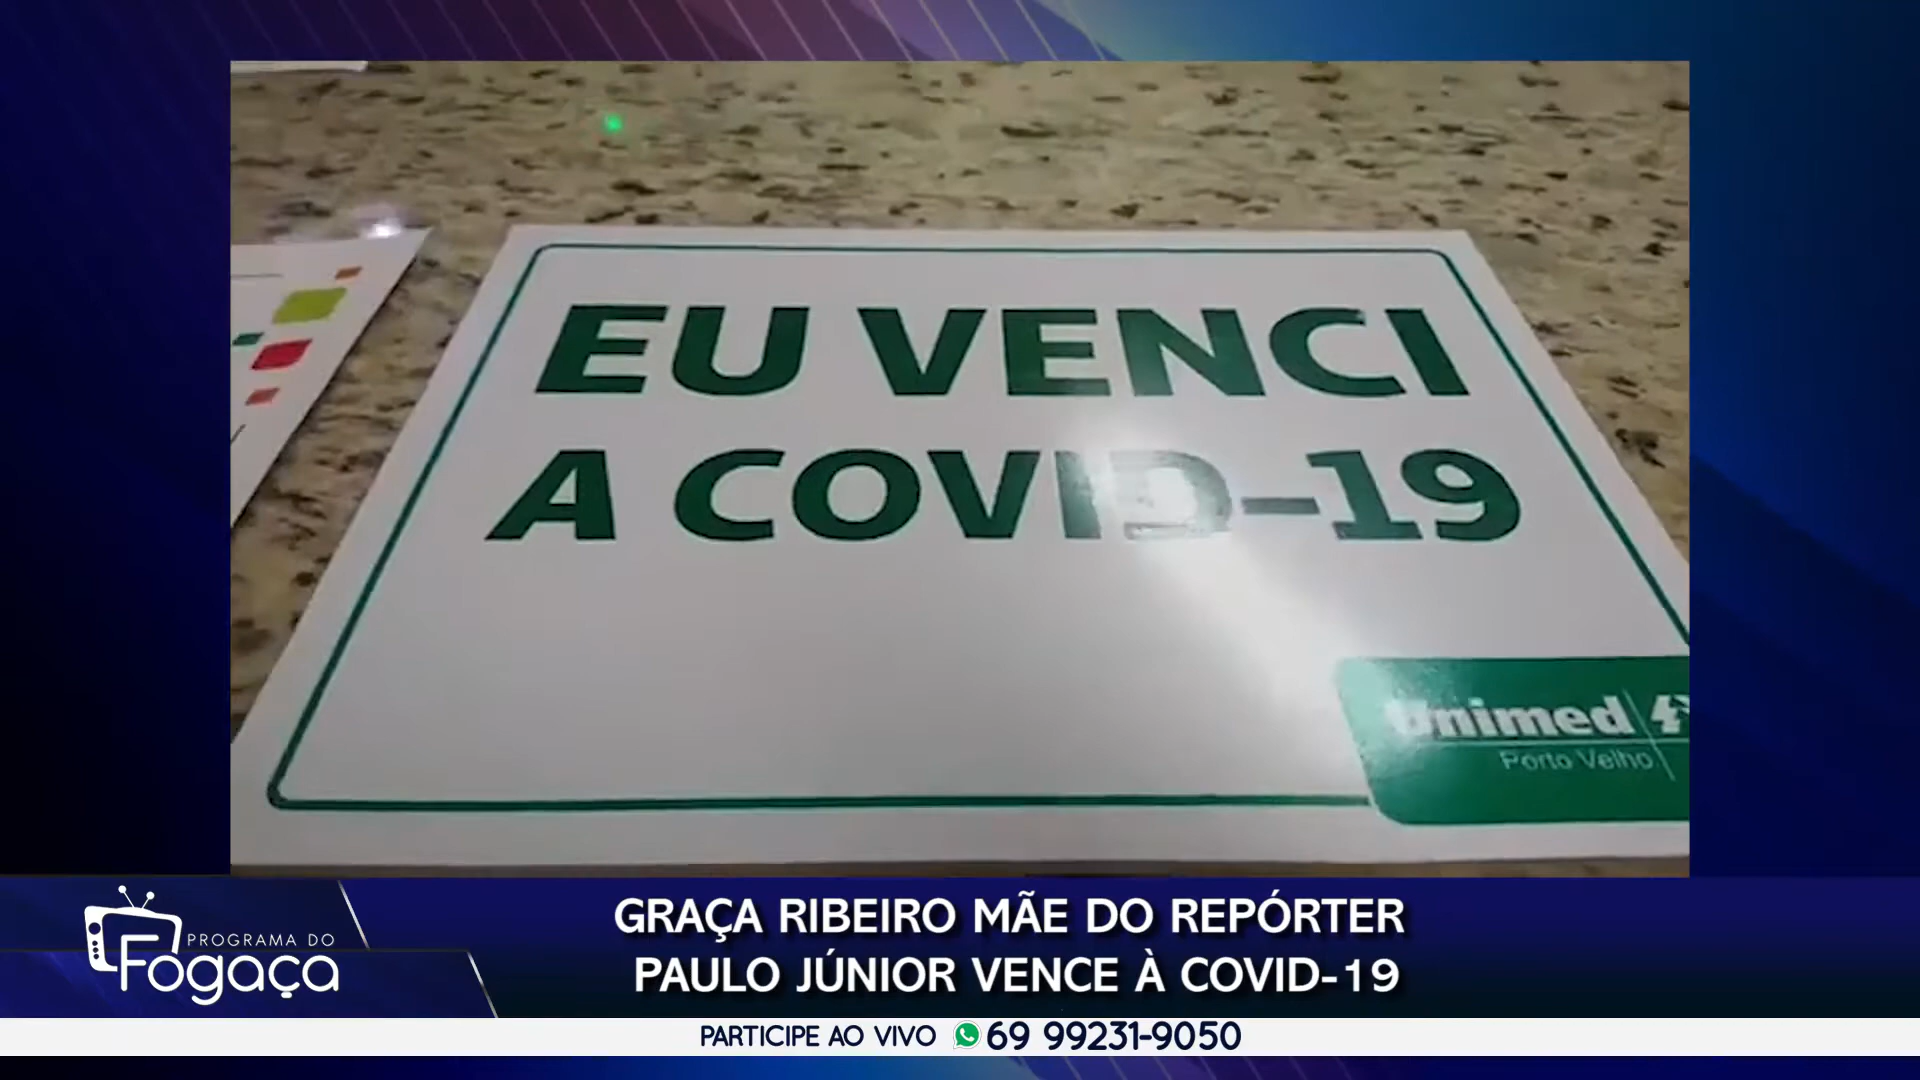 EU VENCI
A COVID-19
Unimed
Porto Velho
PROGRAMA DO
Fogaça
GRAÇA RIBEIRO MÃE DO REPÓRTER
PAULO JÚNIOR VENCE À COVID-19
PARTICIPE AO VIVO 69 99231-9050